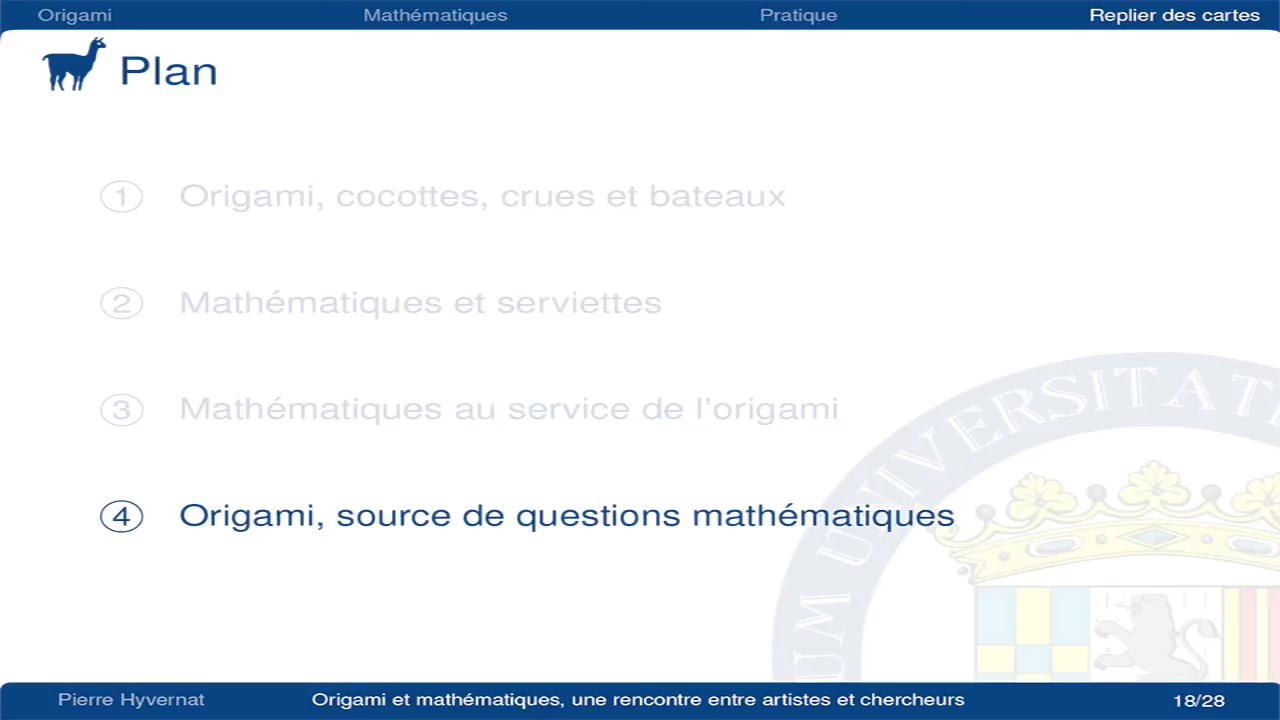 Origami Mathématiques Pratique Replier des cartes
Plan
1 Origami, cocottes, crues et bateaux
2 Mathématiques et serviettes
3 Mathématiques au service de l'origami
4 Origami, source de questions mathématiques
UM UNIVERSITAT
Pierre Hyvernat Origami et mathématiques, une rencontre entre artistes et chercheurs 18/28